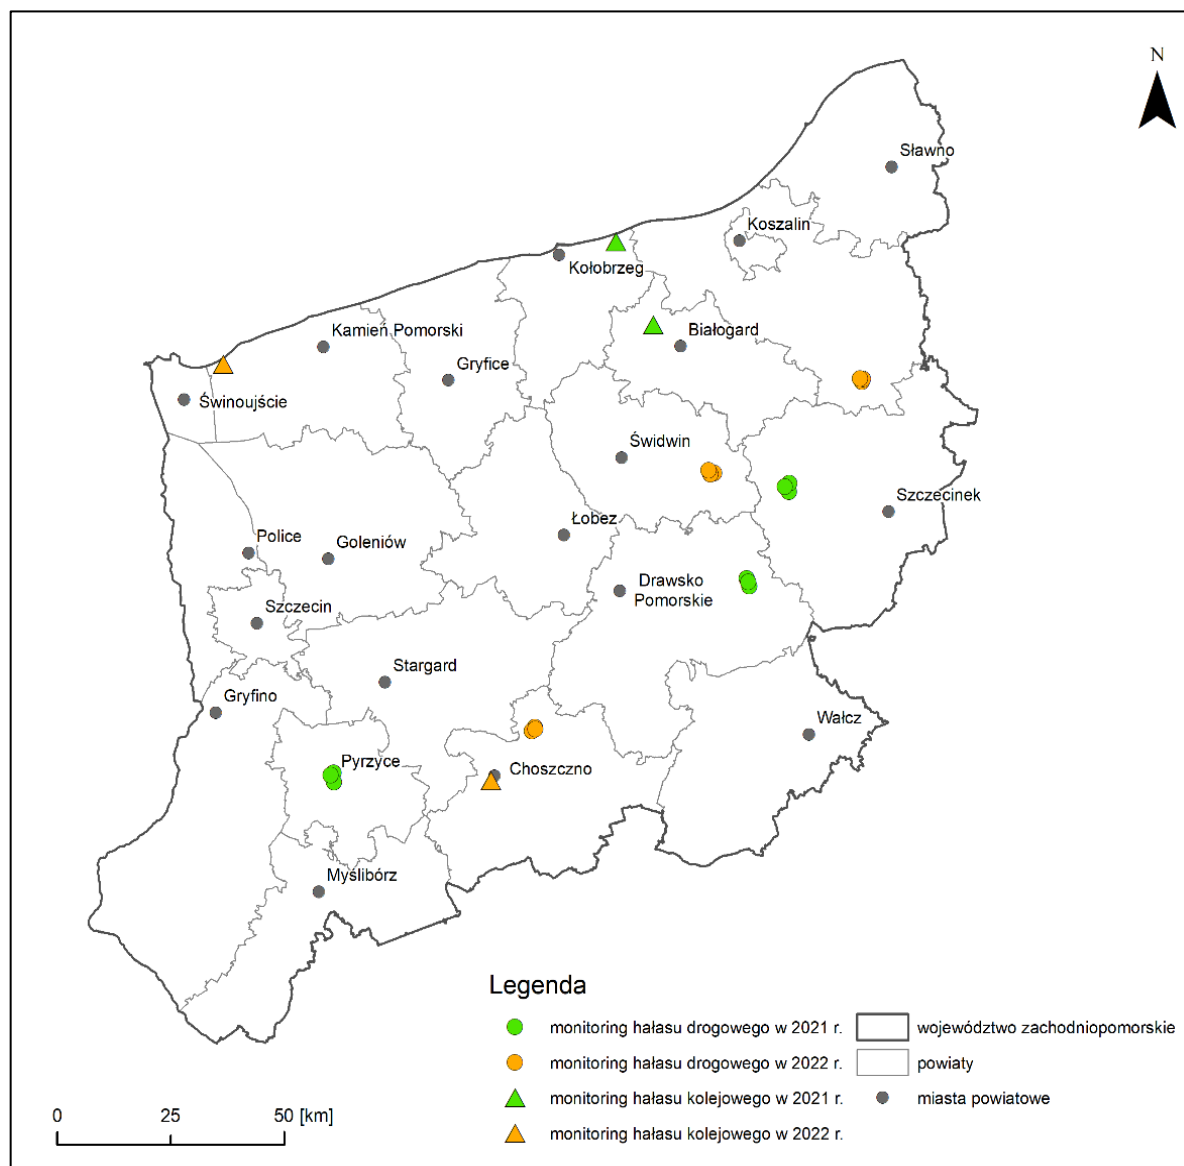 N
Sławno
Koszalin
Kołobrzeg
Kamień Pomorski
Białogard
Gryfice
Świnoujście
Świdwin
Szczecinek
Łobez
Police
Goleniów
Drawsko
Pomorskie
Szczecin
Stargard
Gryfino
Wałcz
Pyrzyce
Choszczno
Myślibórz
Legenda
monitoring hałasu drogowego w 2021 r.
województwo zachodniopomorskie
monitoring hałasu drogowego w 2022 r.
powiaty
monitoring hałasu kolejowego w 2021 r.
miasta powiatowe
monitoring hałasu kolejowego w 2022 r.
0 25 50 [km]